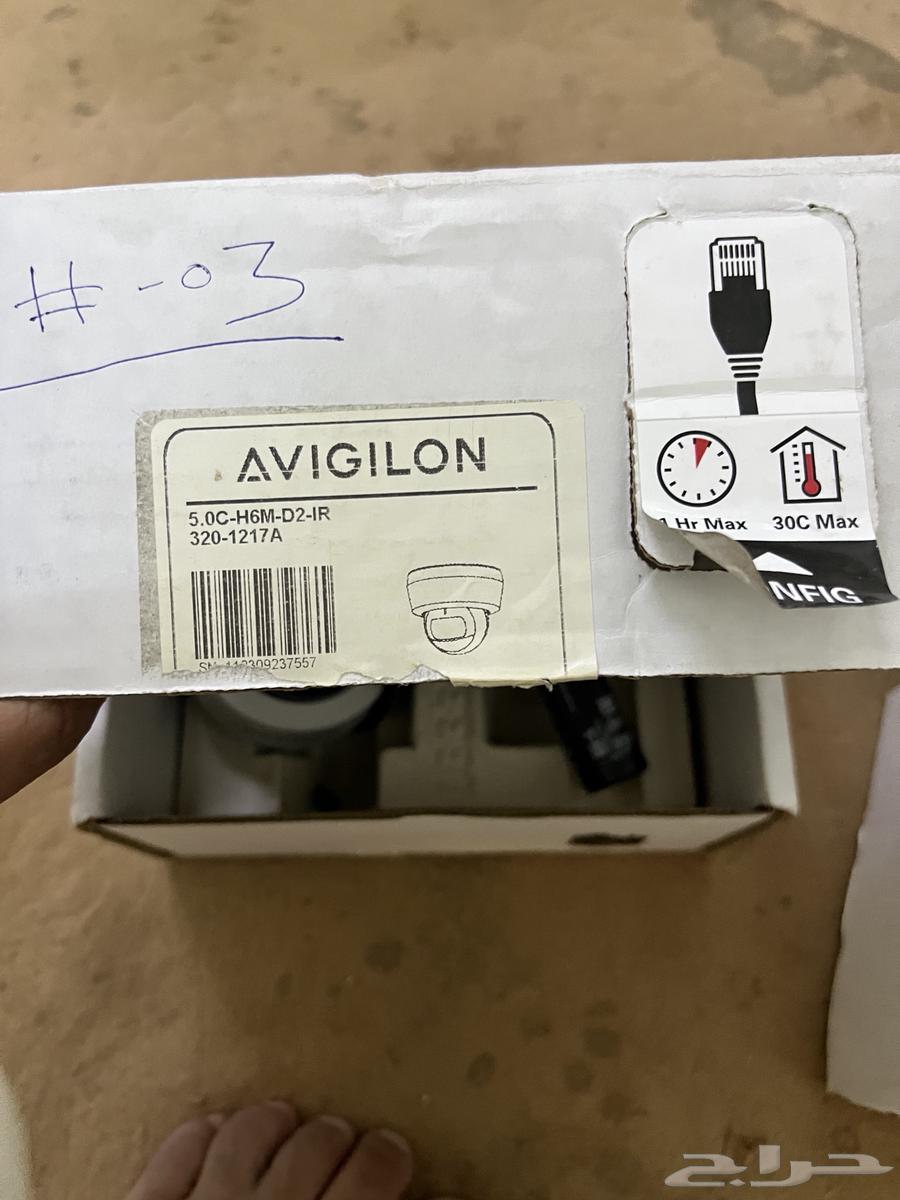 # -03
AVIGILON
5.0C-H6M-D2-IR
320-1217A
1 Hr Max
30C Max
NFIG
حراج